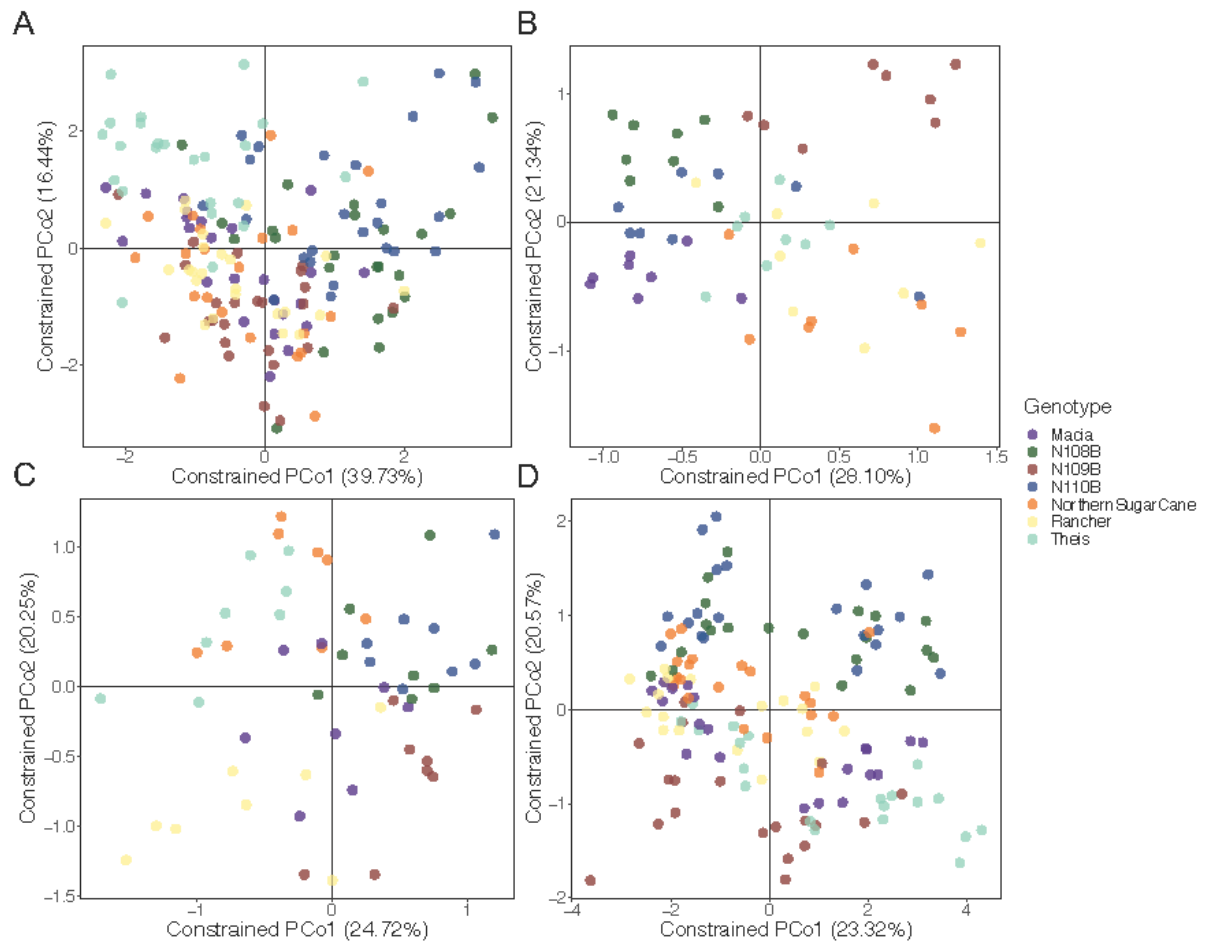 A
B
2
0
−2
Constrained PCo2 (16.44%)
−2
0
2
Constrained PCo1 (39.73%)
1
0
−1
Constrained PCo2 (21.34%)
−1.0
−0.5
0.0
0.5
1.0
1.5
Constrained PCo1 (28.10%)
Genotype
Macia
N108B
N109B
N110B
NorthernSugarCane
Rancher
Theis
C
D
1.0
0.5
0.0
−0.5
−1.0
−1.5
Constrained PCo2 (20.25%)
−1
0
1
Constrained PCo1 (24.72%)
2
1
0
−1
−2
Constrained PCo2 (20.57%)
−4
−2
0
2
4
Constrained PCo1 (23.32%)